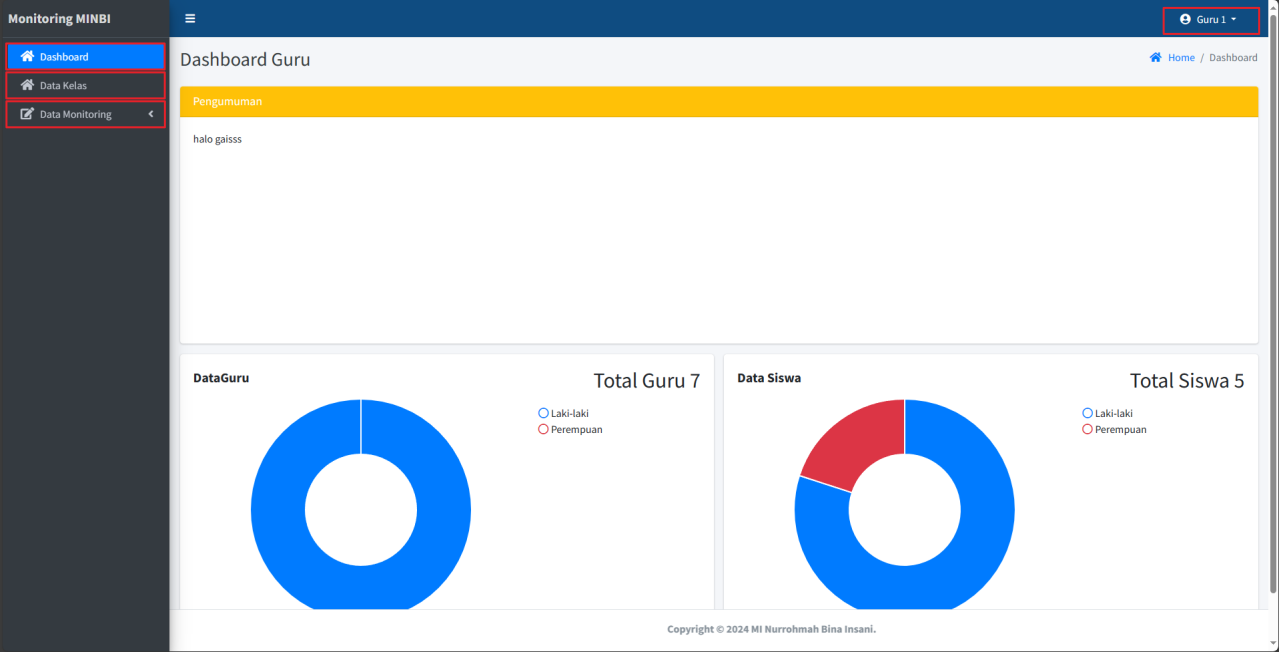 Monitoring MINBI
Guru 1
Dashboard
Data Kelas
Data Monitoring
Dashboard Guru
Home / Dashboard
Pengumuman
halo gaisss
DataGuru
Total Guru 7
Laki-laki
Perempuan
Data Siswa
Total Siswa 5
Laki-laki
Perempuan
Copyright © 2024 MI Nurrohmah Bina Insani.